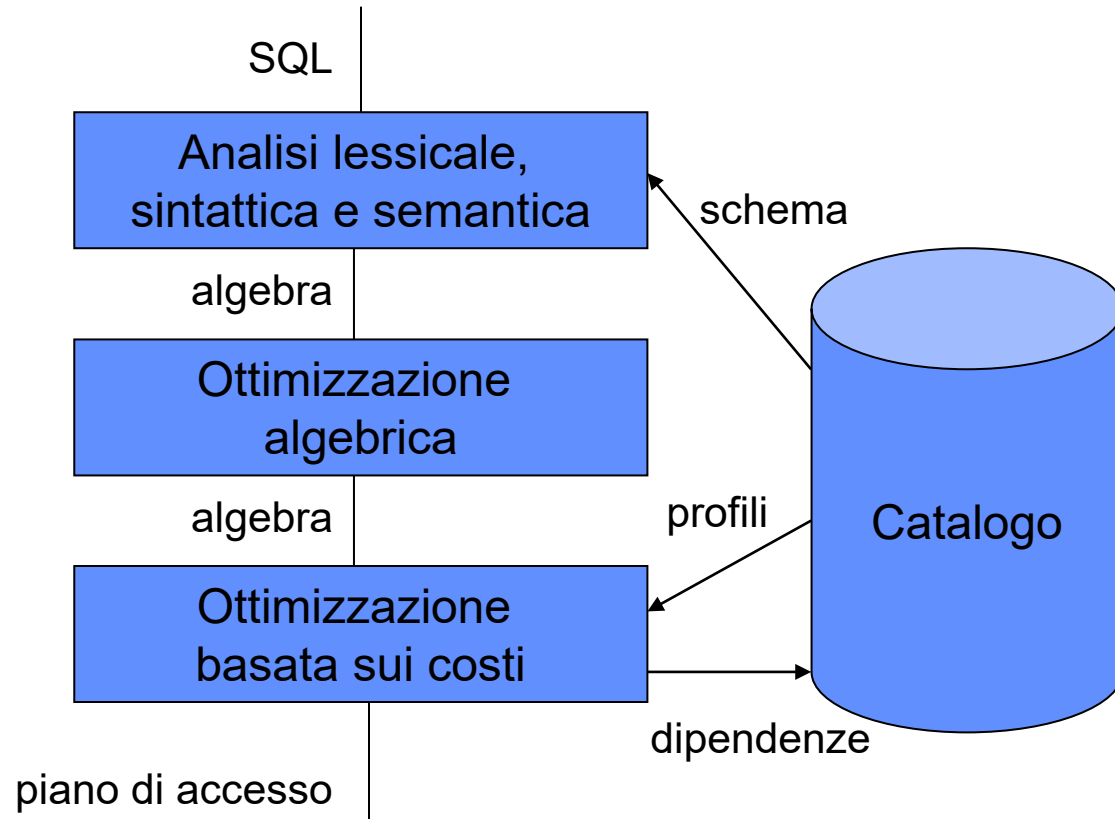 SQL
Analisi lessicale,
sintattica e semantica
schema
algebra
Ottimizzazione
algebrica
algebra
profili
Catalogo
Ottimizzazione
basata sui costi
dipendenze
piano di accesso